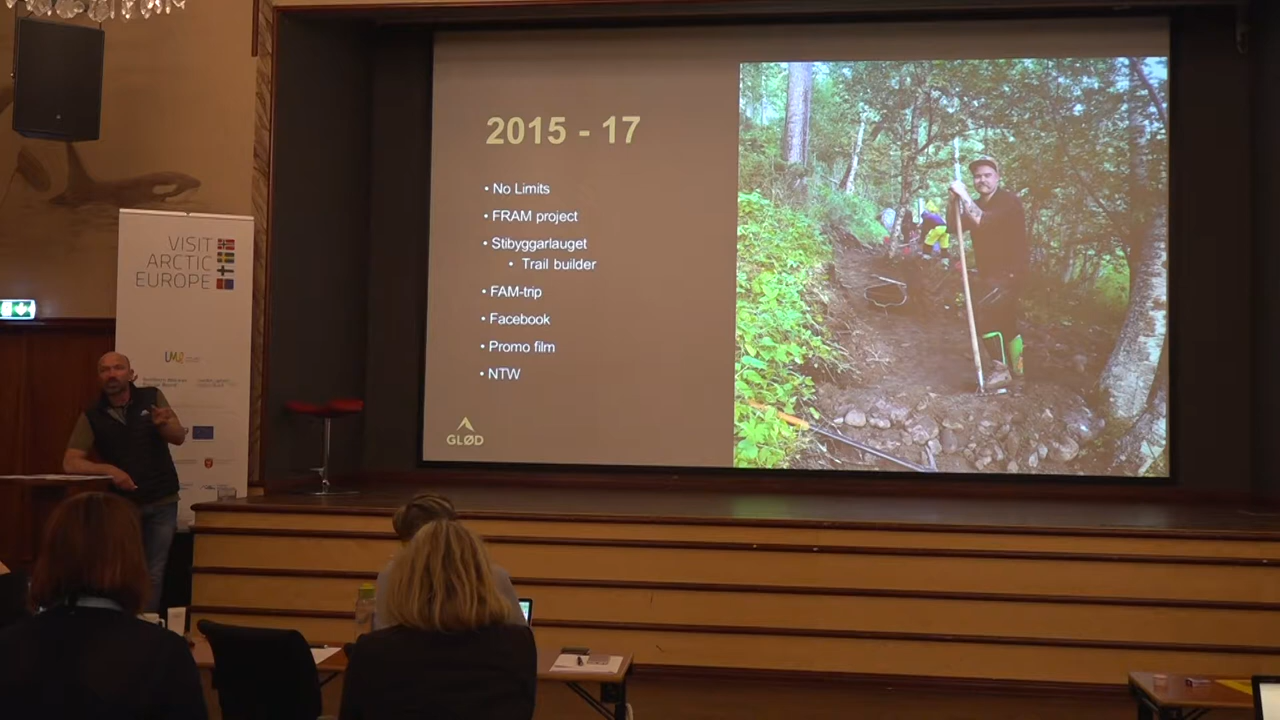 VISIT
ARCTIC
EUROPE
2015 - 17
• No Limits
• FRAM project
• Stibyggarlauget
• Trail builder
• FAM-trip
• Facebook
• Promo film
• NTW
GLØD